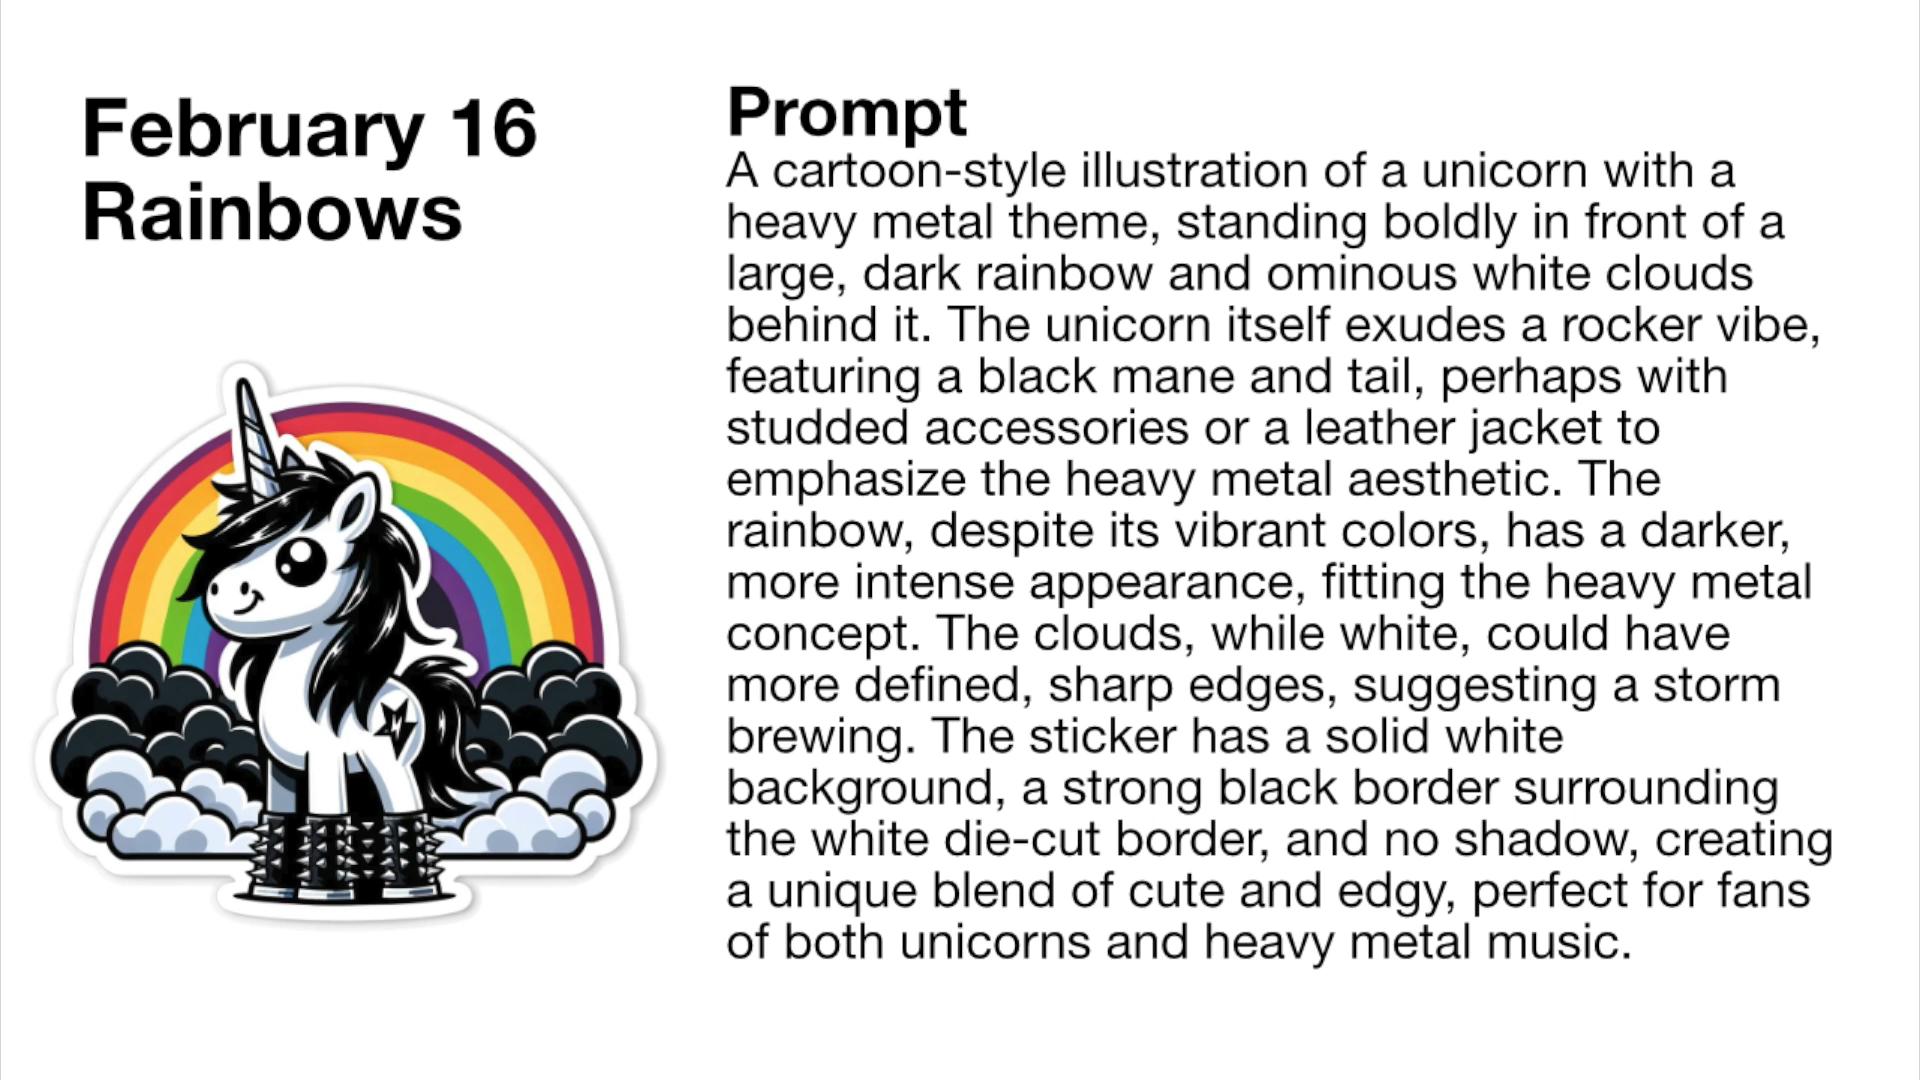 February 16
Rainbows
Prompt
A cartoon-style illustration of a unicorn with a
heavy metal theme, standing boldly in front of a
large, dark rainbow and ominous white clouds
behind it. The unicorn itself exudes a rocker vibe,
featuring a black mane and tail, perhaps with
studded accessories or a leather jacket to
emphasize the heavy metal aesthetic. The
rainbow, despite its vibrant colors, has a darker,
more intense appearance, fitting the heavy metal
concept. The clouds, while white, could have
more defined, sharp edges, suggesting a storm
brewing. The sticker has a solid white
background, a strong black border surrounding
the white die-cut border, and no shadow, creating
a unique blend of cute and edgy, perfect for fans
of both unicorns and heavy metal music.